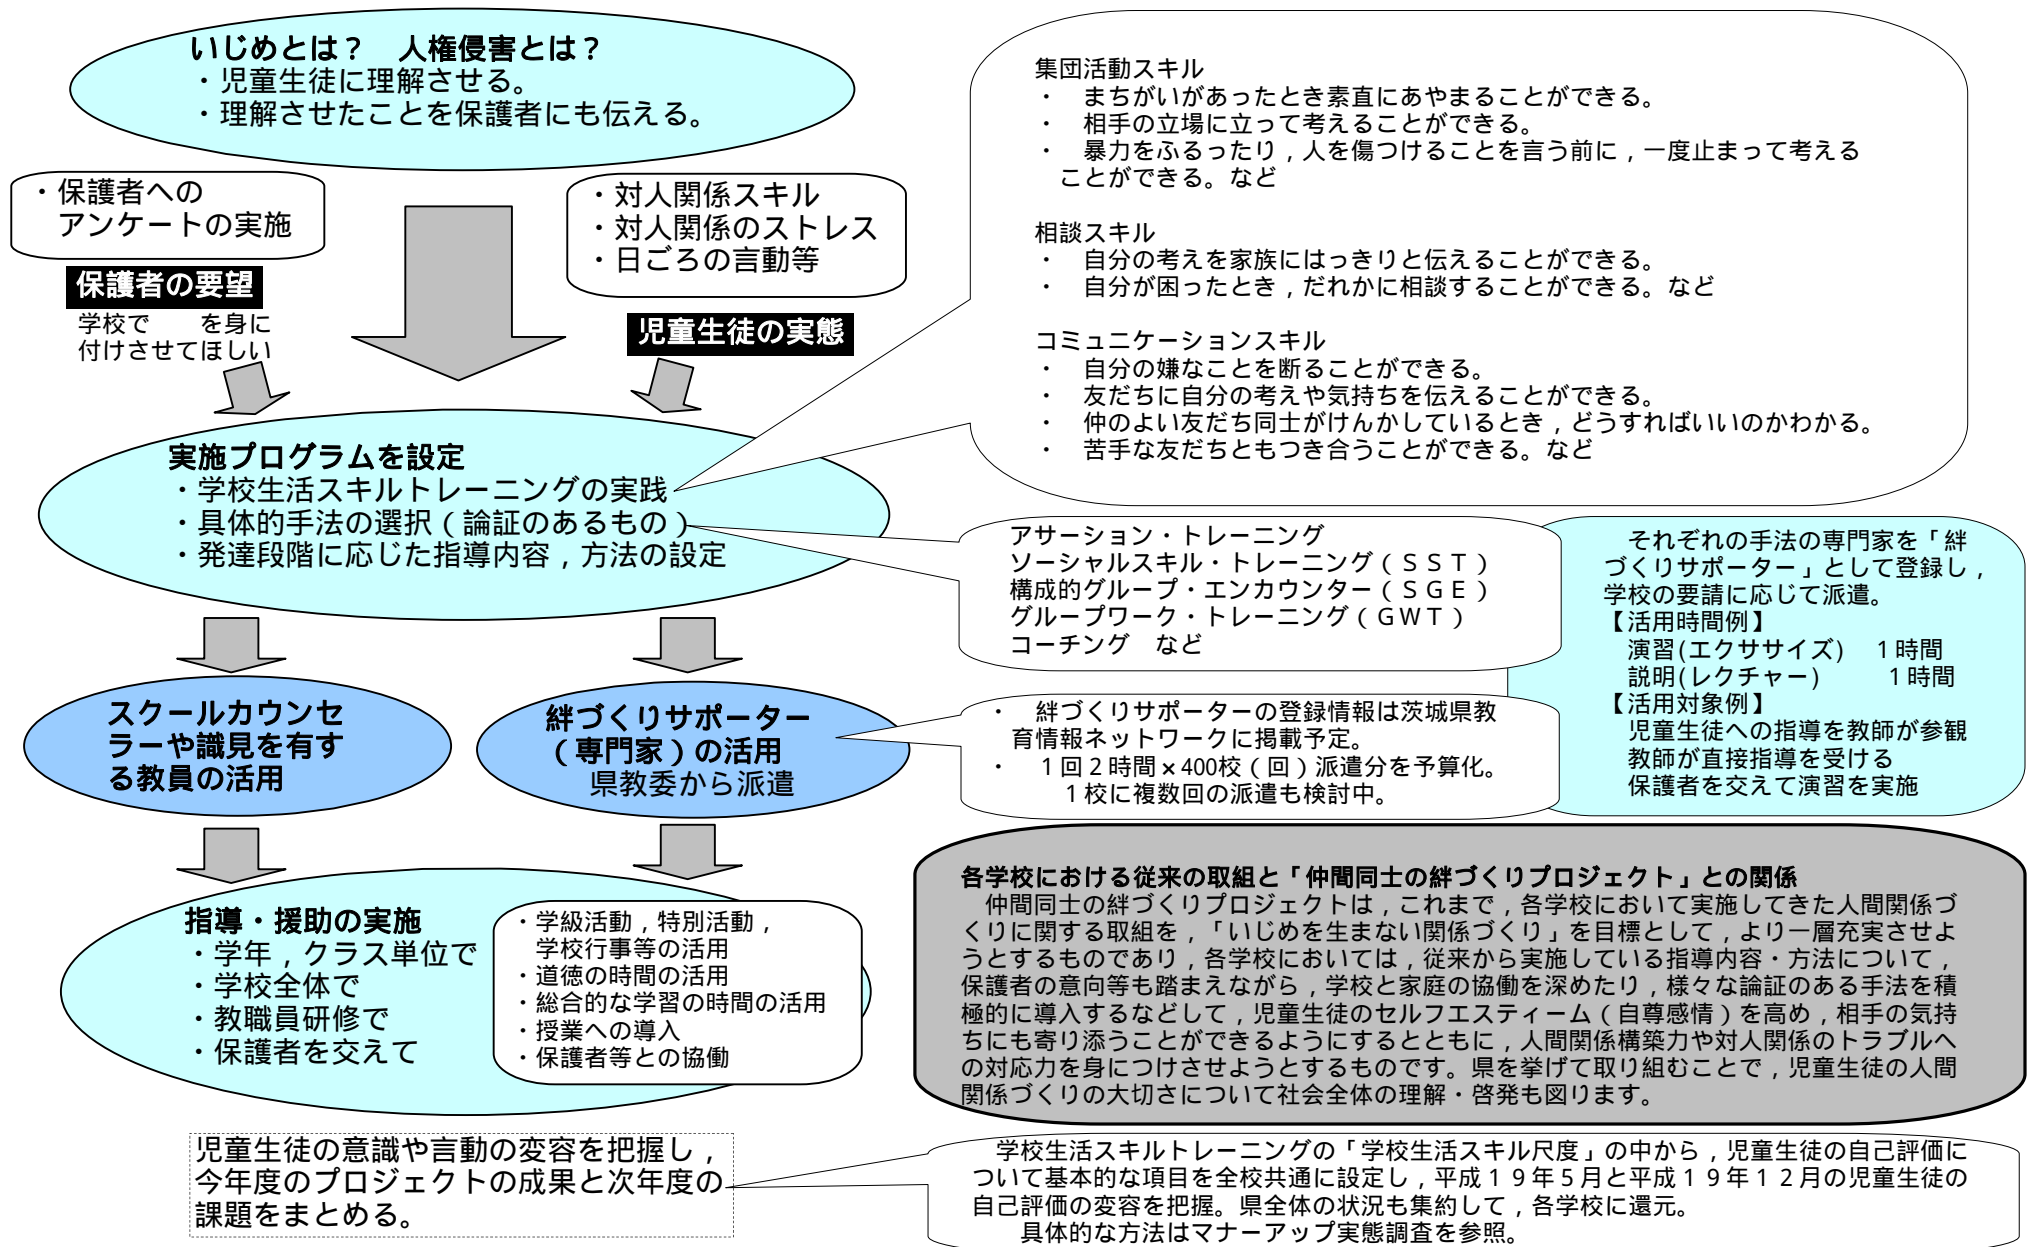 いじめとは？　人権侵害とは？
・児童生徒に理解させる。
・理解させたことを保護者にも伝える。
・保護者への
アンケートの実施
保護者の要望
学校で　　を身に
付けさせてほしい
・対人関係スキル
・対人関係のストレス
・日ごろの言動等
児童生徒の実態
集団活動スキル
・　まちがいがあったとき素直にあやまることができる。
・　相手の立場に立って考えることができる。
・　暴力をふるったり，人を傷つけることを言う前に，一度止まって考える
ことができる。など
相談スキル
・　自分の考えを家族にはっきりと伝えることができる。
・　自分が困ったとき，だれかに相談することができる。など
コミュニケーションスキル
・　自分の嫌なことを断ることができる。
・　友だちに自分の考えや気持ちを伝えることができる。
・　仲のよい友だち同士がけんかしているとき，どうすればいいのかわかる。
・　苦手な友だちともつき合うことができる。など
実施プログラムを設定
・学校生活スキルトレーニングの実践
・具体的手法の選択（論証のあるもの）
・発達段階に応じた指導内容，方法の設定
アサーション・トレーニング
ソーシャルスキル・トレーニング（ＳＳＴ）
構成的グループ・エンカウンター（ＳＧＥ）
グループワーク・トレーニング（ＧＷＴ）
コーチング　など
それぞれの手法の専門家を「絆
づくりサポーター」として登録し，
学校の要請に応じて派遣。
【活用時間例】
演習(エクササイズ)　１時間
説明(レクチャー)　　　１時間
【活用対象例】
児童生徒への指導を教師が参観
教師が直接指導を受ける
保護者を交えて演習を実施
スクールカウンセ
ラーや識見を有す
る教員の活用
絆づくりサポーター
（専門家）の活用
県教委から派遣
・　絆づくりサポーターの登録情報は茨城県教
育情報ネットワークに掲載予定。
・　１回２時間×400校（回）派遣分を予算化。
１校に複数回の派遣も検討中。
指導・援助の実施
・学年，クラス単位で
・学校全体で
・教職員研修で
・保護者を交えて
・学級活動，特別活動，
学校行事等の活用
・道徳の時間の活用
・総合的な学習の時間の活用
・授業への導入
・保護者等との協働
各学校における従来の取組と「仲間同士の絆づくりプロジェクト」との関係
仲間同士の絆づくりプロジェクトは，これまで，各学校において実施してきた人間関係づ
くりに関する取組を，「いじめを生まない関係づくり」を目標として，より一層充実させよ
うとするものであり，各学校においては，従来から実施している指導内容・方法について，
保護者の意向等も踏まえながら，学校と家庭の協働を深めたり，様々な論証のある手法を積
極的に導入するなどして，児童生徒のセルフエスティーム（自尊感情）を高め，相手の気持
ちにも寄り添うことができるようにするとともに，人間関係構築力や対人関係のトラブルへ
の対応力を身につけさせようとするものです。県を挙げて取り組むことで，児童生徒の人間
関係づくりの大切さについて社会全体の理解・啓発も図ります。
児童生徒の意識や言動の変容を把握し，
今年度のプロジェクトの成果と次年度の
課題をまとめる。
学校生活スキルトレーニングの「学校生活スキル尺度」の中から，児童生徒の自己評価に
ついて基本的な項目を全校共通に設定し，平成１９年５月と平成１９年１２月の児童生徒の
自己評価の変容を把握。県全体の状況も集約して，各学校に還元。
具体的な方法はマナーアップ実態調査を参照。